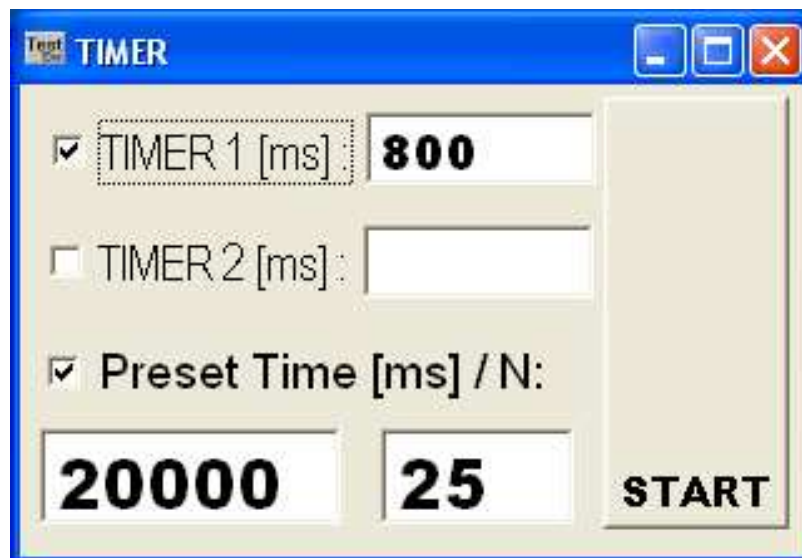 TIMER
TIMER 1 [ms] : 800
TIMER 2 [ms] :
Preset Time [ms] / N:
20000 25 START